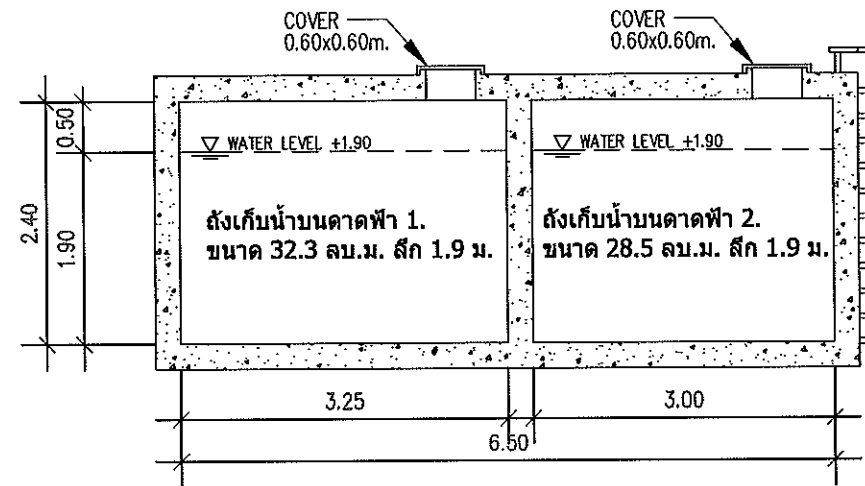 COVER
0.60x0.60m.
COVER
0.60x0.60m.
0.50
WATER LEVEL +1.90
WATER LEVEL +1.90
2.40
1.90
ถังเก็บน้ำบนดาดฟ้า 1.
ขนาด 32.3 ลบ.ม. ลึก 1.9 ม.
ถังเก็บน้ำบนดาดฟ้า 2.
ขนาด 28.5 ลบ.ม. ลึก 1.9 ม.
3.25
3.00
6.50